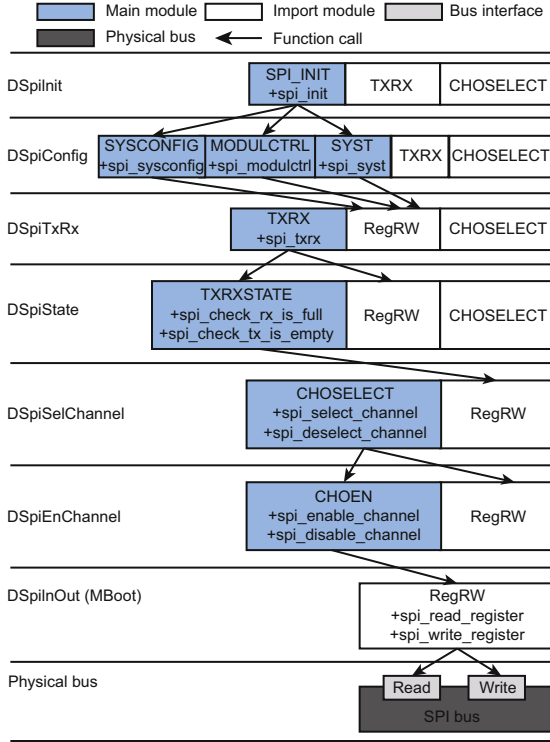 Main module
Import module
Bus interface
Physical bus
Function call
DSpiInit
SPI_INIT
+spi_init
TXRX
CHOSELECT
DSpiConfig
SYSCONFIG
+spi_sysconfig
MODULCTRL
+spi_modulctrl
SYST
+spi_syst
TXRX
CHOSELECT
DSpiTxRx
TXRX
+spi_txrx
RegRW
CHOSELECT
DSpiState
TXRXSTATE
+spi_check_rx_is_full
+spi_check_tx_is_empty
RegRW
CHOSELECT
DSpiSelChannel
CHOSELECT
+spi_select_channel
+spi_deselect_channel
RegRW
DSpiEnChannel
CHOEN
+spi_enable_channel
+spi_disable_channel
RegRW
DSpiInOut (MBoot)
RegRW
+spi_read_register
+spi_write_register
Physical bus
Read
Write
SPI bus